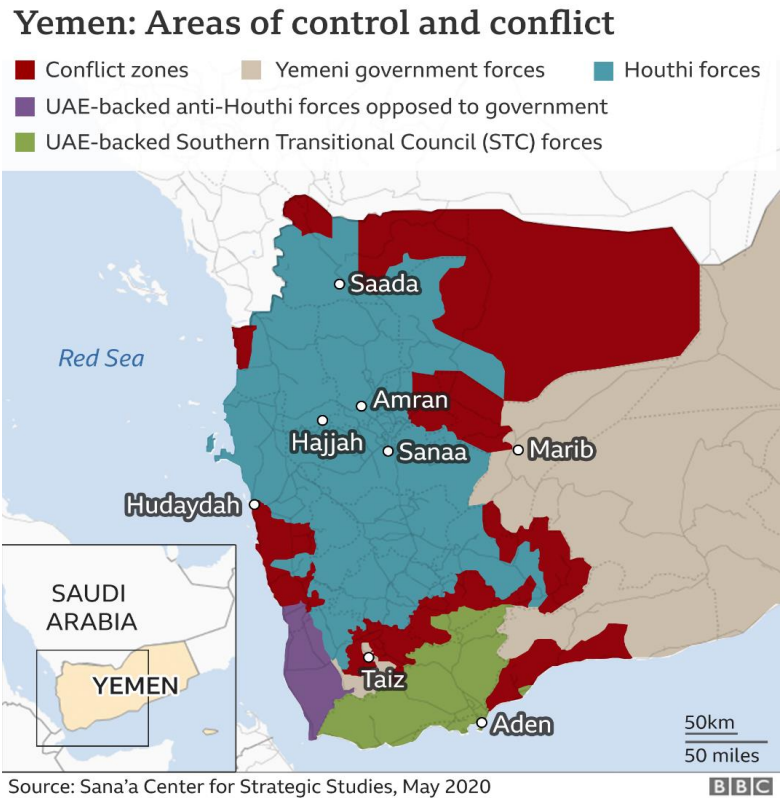 Yemen: Areas of control and conflict
Conflict zones
Yemeni government forces
Houthi forces
UAE-backed anti-Houthi forces opposed to government
UAE-backed Southern Transitional Council (STC) forces
Saada
Red Sea
Amran
Hajjah
Sanaa
Marib
Hudaydah
SAUDI
ARABIA
YEMEN
Taiz
Aden
50km
50 miles
Source: Sana'a Center for Strategic Studies, May 2020
BBC